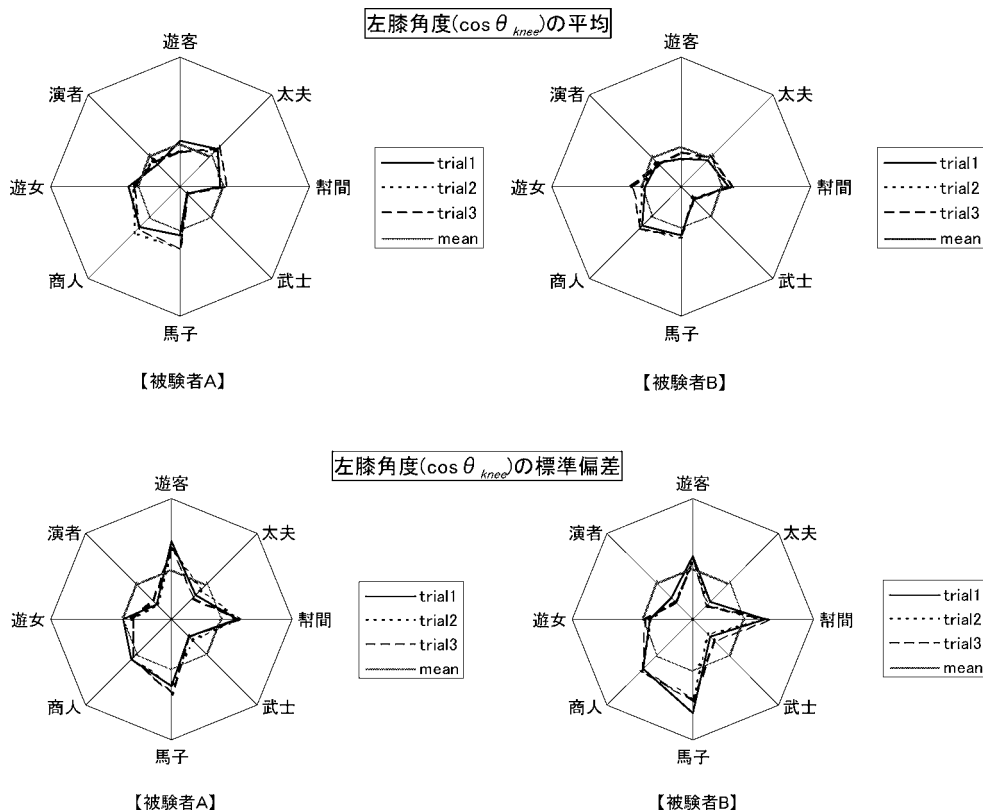 左膝角度(cosθknee)の平均
遊客
太夫
幇間
武士
馬子
商人
遊女
演者
trial1
trial2
trial3
mean
【被験者A】
遊客
太夫
幇間
武士
馬子
商人
遊女
演者
trial1
trial2
trial3
mean
【被験者B】
左膝角度(cosθknee)の標準偏差
遊客
太夫
幇間
武士
馬子
商人
遊女
演者
trial1
trial2
trial3
mean
【被験者A】
遊客
太夫
幇間
武士
馬子
商人
遊女
演者
trial1
trial2
trial3
mean
【被験者B】